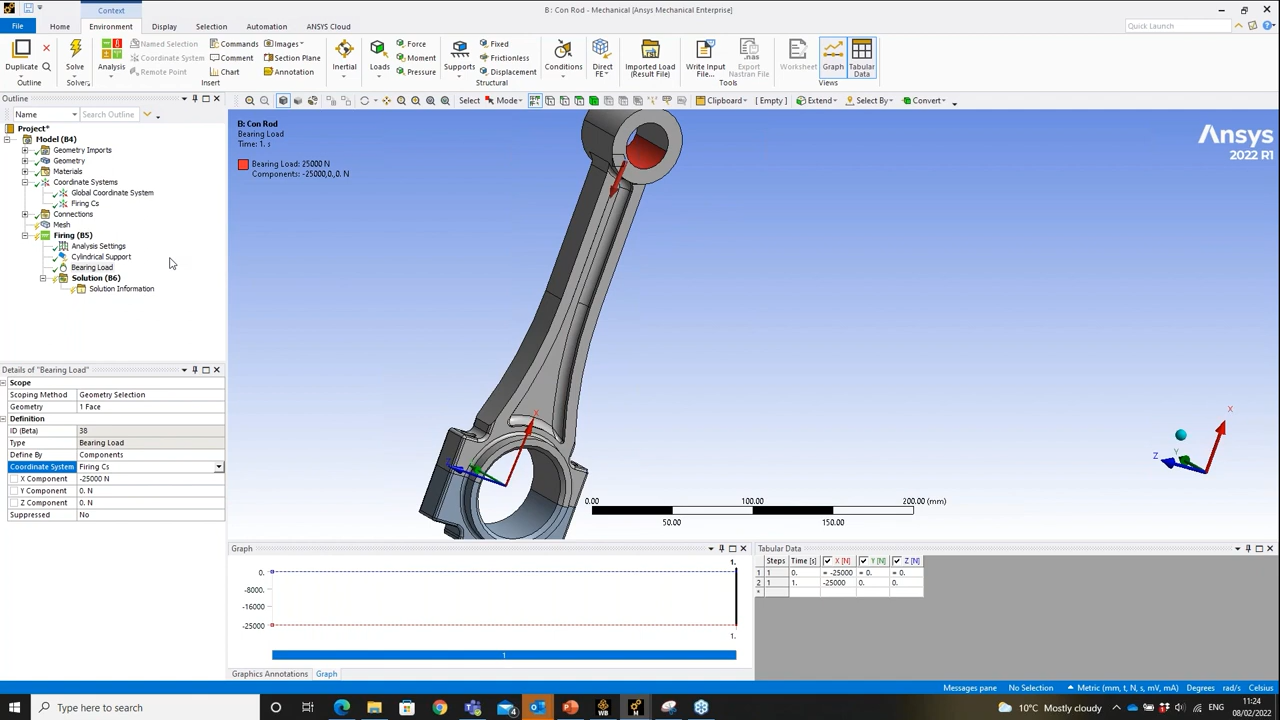 Context
B : Con Rod - Mechanical [Ansys Mechanical Enterprise]
File
Home
Environment
Display
Selection
Automation
ANSYS Cloud
Quick Launch
Duplicate
Outline
Solve
Solver
Analysis
Named Selection
Coordinate System
Remote Point
Commands
Comment
Chart
Images
Section Plane
Annotation
Insert
Inertial
Loads
Force
Moment
Pressure
Supports
Fixed
Frictionless
Displacement
Structural
Conditions
Direct
FE
Imported Load
(Result File)
Write Input
File...
Export
Nastran File
Tools
Worksheet
Graph
Tabular
Data
Views
Outline
Select
Mode
Clipboard
[ Empty ]
Extend
Select By
Convert
Name
Search Outline
Project*
Model (B4)
Geometry Imports
Geometry
Materials
Coordinate Systems
Global Coordinate System
Firing Cs
Connections
Mesh
Firing (B5)
Analysis Settings
Cylindrical Support
Bearing Load
Solution (B6)
Solution Information
B: Con Rod
Bearing Load
Time: 1. s
Bearing Load: 25000 N
Components: -25000,0.,0. N
Ansys
2022 R1
X
X
Y
Z
0.00
100.00
200.00 (mm)
50.00
150.00
Details of "Bearing Load"
Scope
Scoping Method
Geometry Selection
Geometry
1 Face
Definition
ID (Beta)
38
Type
Bearing Load
Define By
Components
Coordinate System
Firing Cs
X Component
-25000 N
Y Component
0. N
Z Component
0. N
Suppressed
No
Graph
1.
0.
-8000.
-16000
-25000
1.
1
Graphics Annotations
Graph
Tabular Data
Steps
Time [s]
X [N]
Y [N]
Z [N]
1
1
0.
= -25000
= 0.
= 0.
2
1
1.
-25000
0.
0.
*
Messages pane
No Selection
Metric (mm, t, N, s, mV, mA)
Degrees
rad/s
Celsius
Type here to search
10°C Mostly cloudy
ENG
11:24
08/02/2022